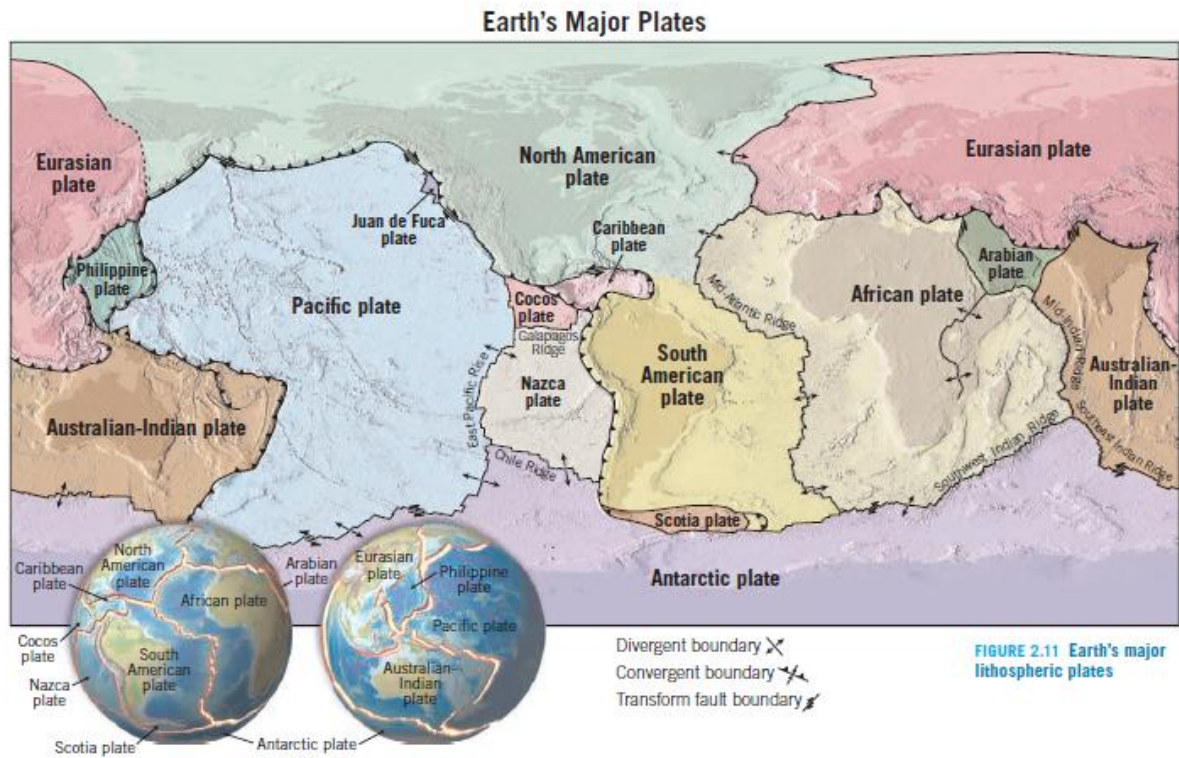 Earth's Major Plates
Eurasian
plate
North American
plate
Eurasian plate
Juan de Fuca
plate
Caribbean
plate
Philippine
plate
Arabian
plate
Pacific plate
Cocos
plate
African plate
Mid-Atlantic Ridge
Mid-Indian Ridge
Galapagos
Ridge
East Pacific Rise
Nazca
plate
South
American
plate
Australian-
Indian
plate
Australian-Indian plate
Chile Ridge
Southwest Indian Ridge
Southeast Indian Ridge
Scotia plate
Antarctic plate
North
American
plate
Caribbean
plate
African plate
Arabian
plate
Cocos
plate
South
American
plate
Nazca
plate
Scotia plate
Eurasian
plate
Philippine
plate
Pacific plate
Australian-
Indian
plate
Antarctic plate
Divergent boundary
Convergent boundary
Transform fault boundary
FIGURE 2.11 Earth's major
lithospheric plates